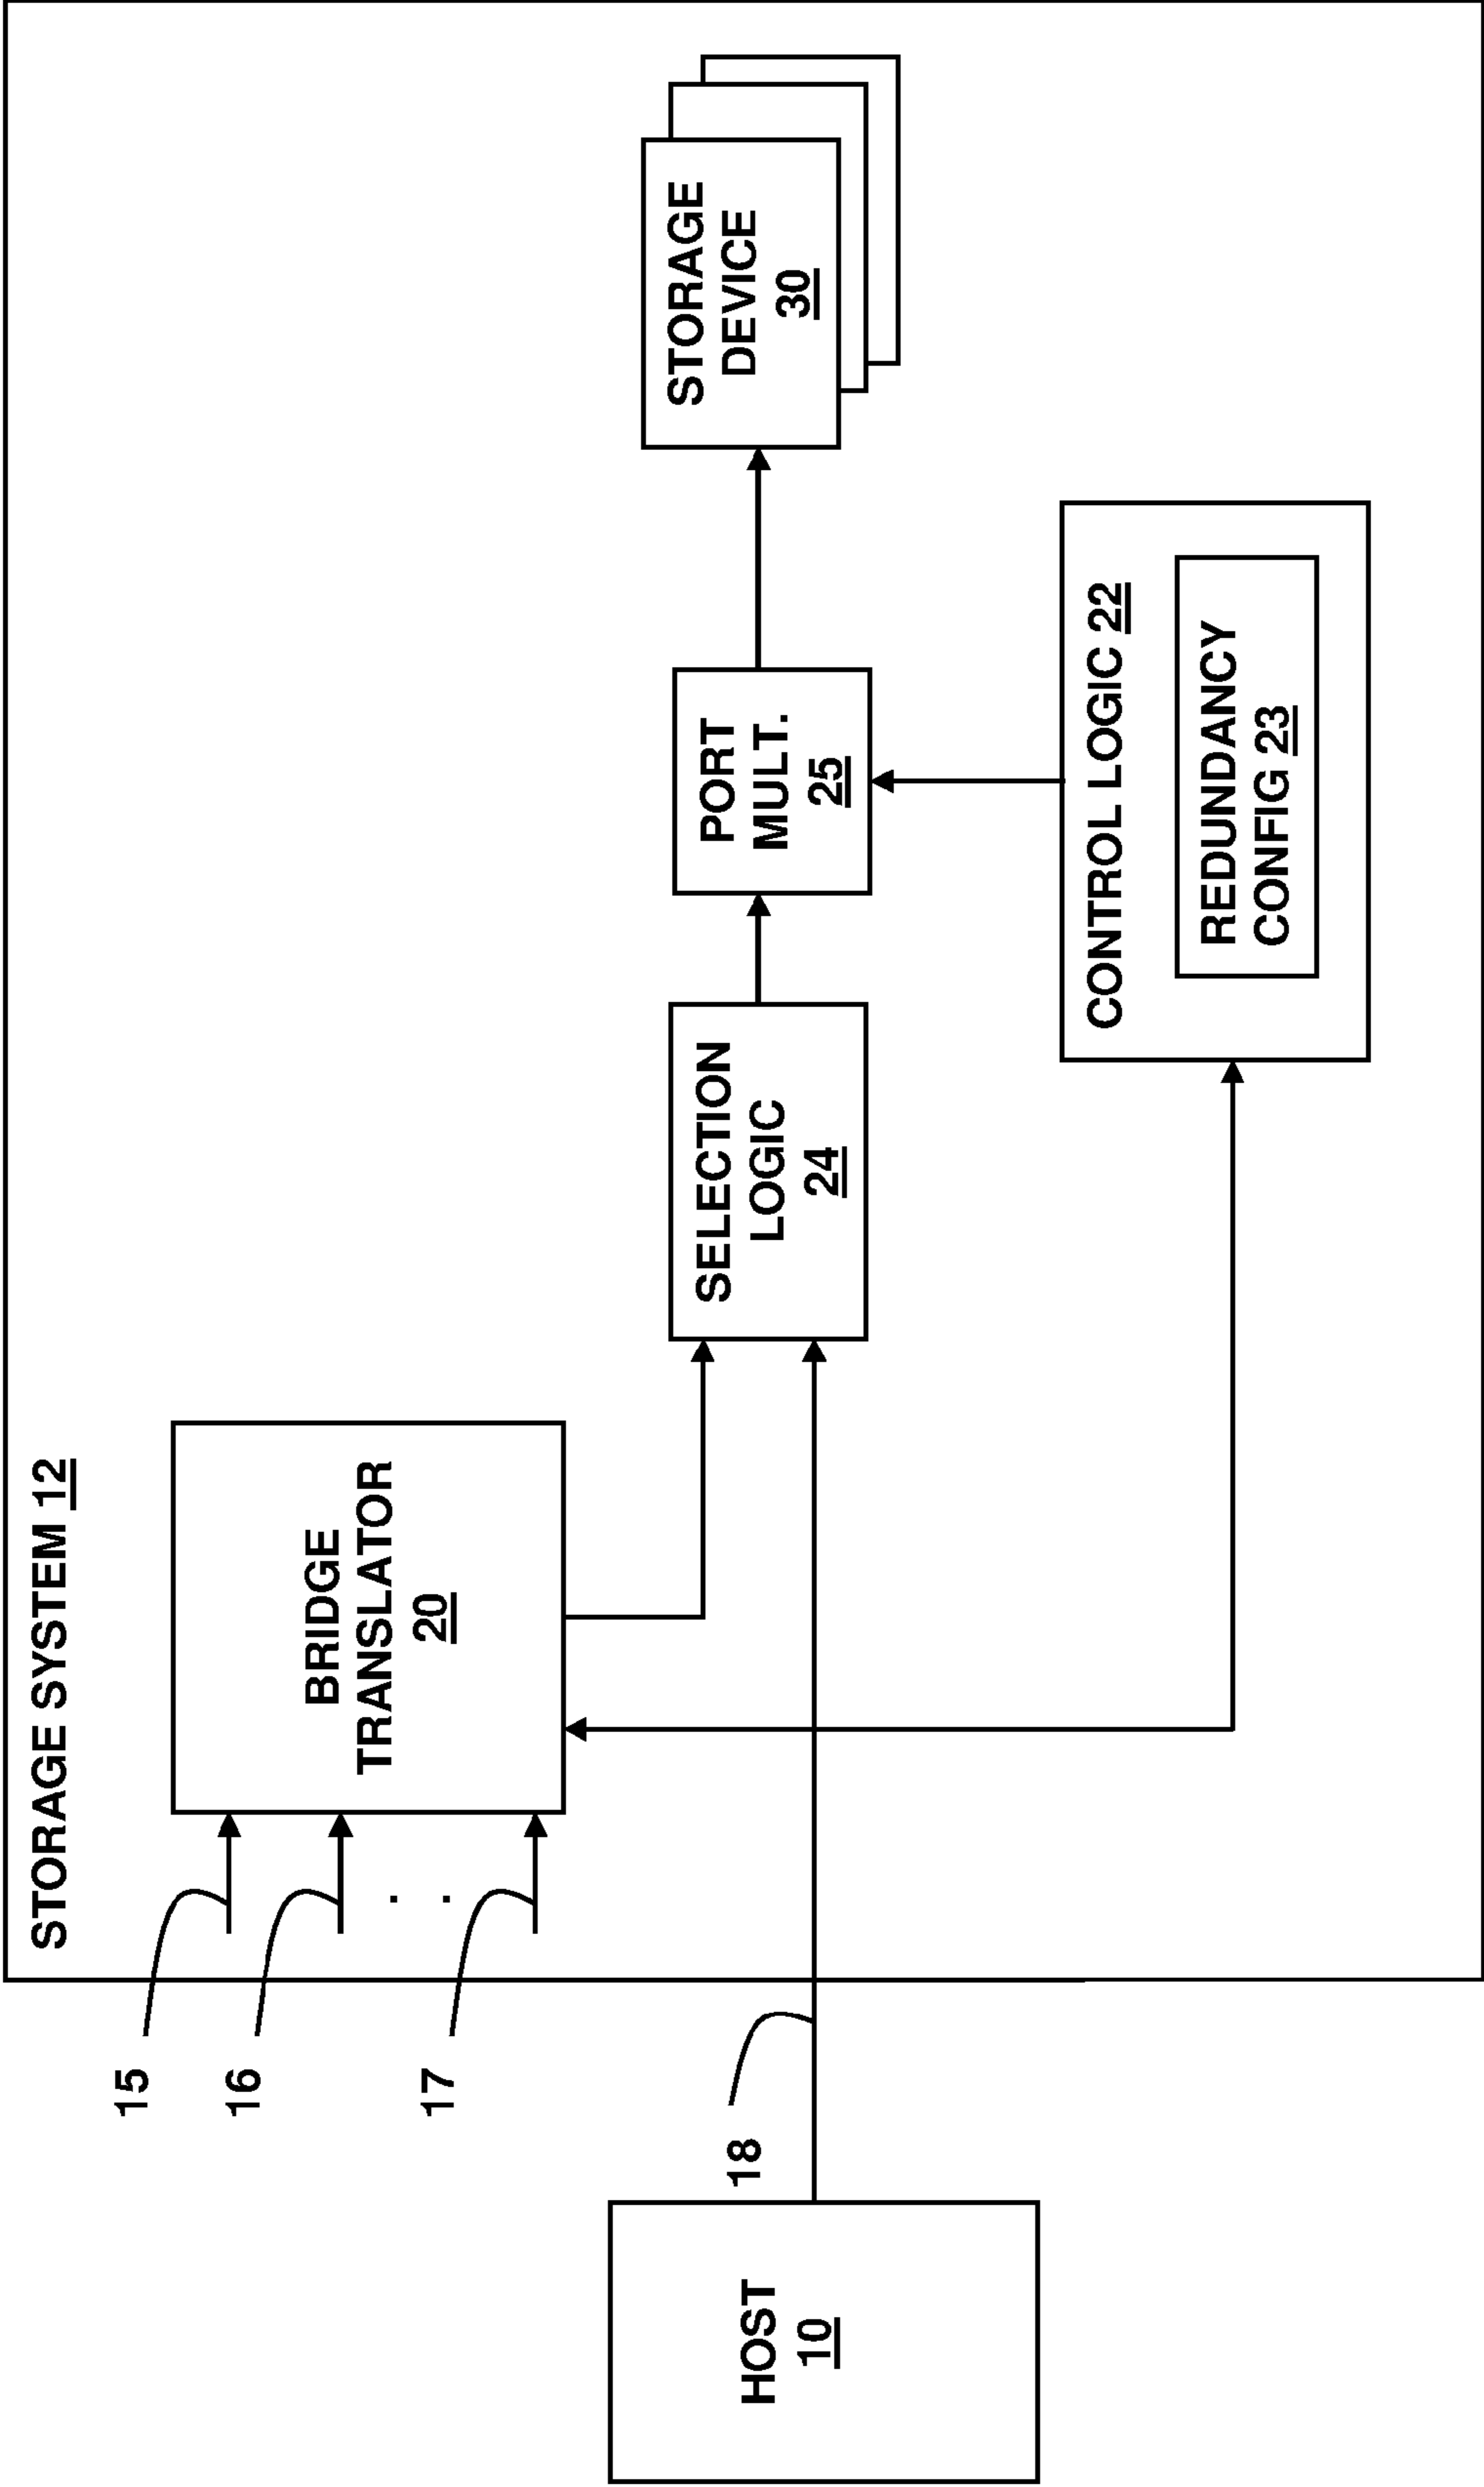 STORAGE SYSTEM 12
15
16
17
BRIDGE
TRANSLATOR
20
SELECTION
LOGIC
24
PORT
MULT.
25
STORAGE
DEVICE
30
HOST
10
18
CONTROL LOGIC 22
REDUNDANCY
CONFIG 23